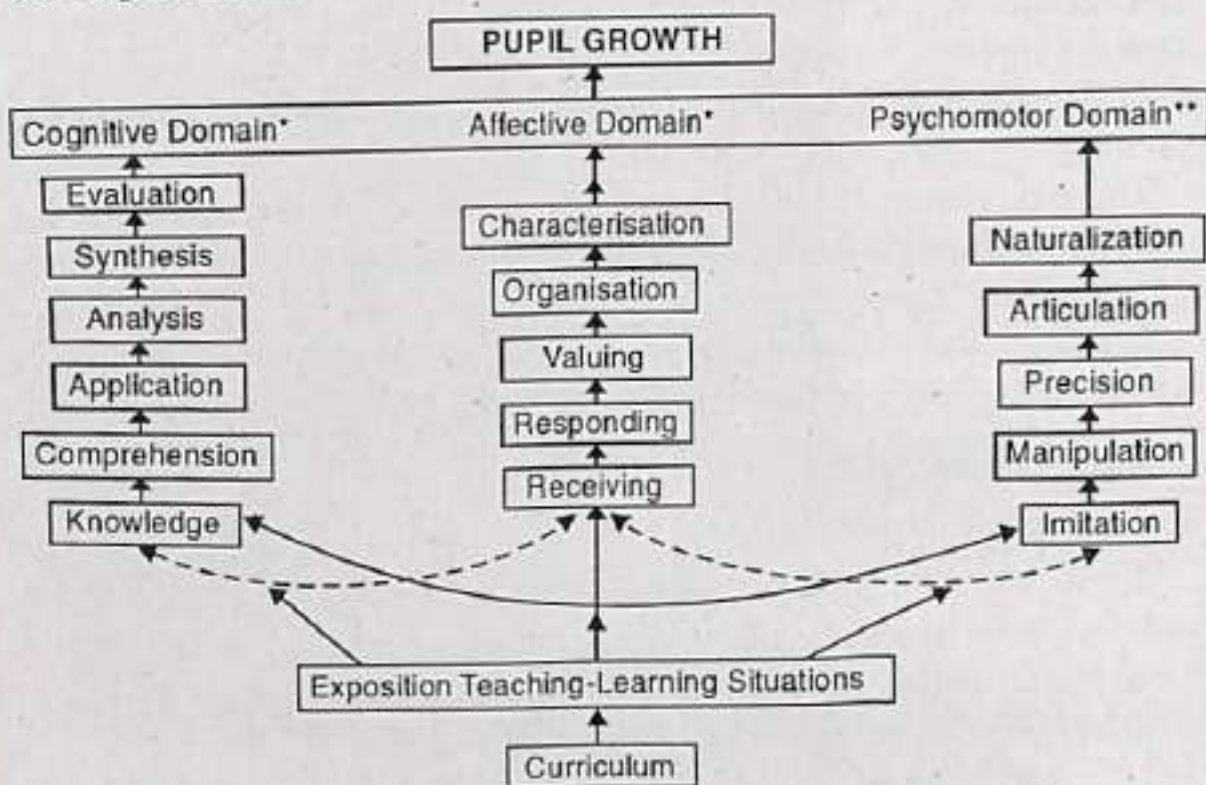 PUPIL GROWTH
Cognitive Domain* Affective Domain* Psychomotor Domain**
Evaluation
Synthesis
Analysis
Application
Comprehension
Knowledge
Characterisation
Organisation
Valuing
Responding
Receiving
Naturalization
Articulation
Precision
Manipulation
Imitation
Exposition Teaching-Learning Situations
Curriculum